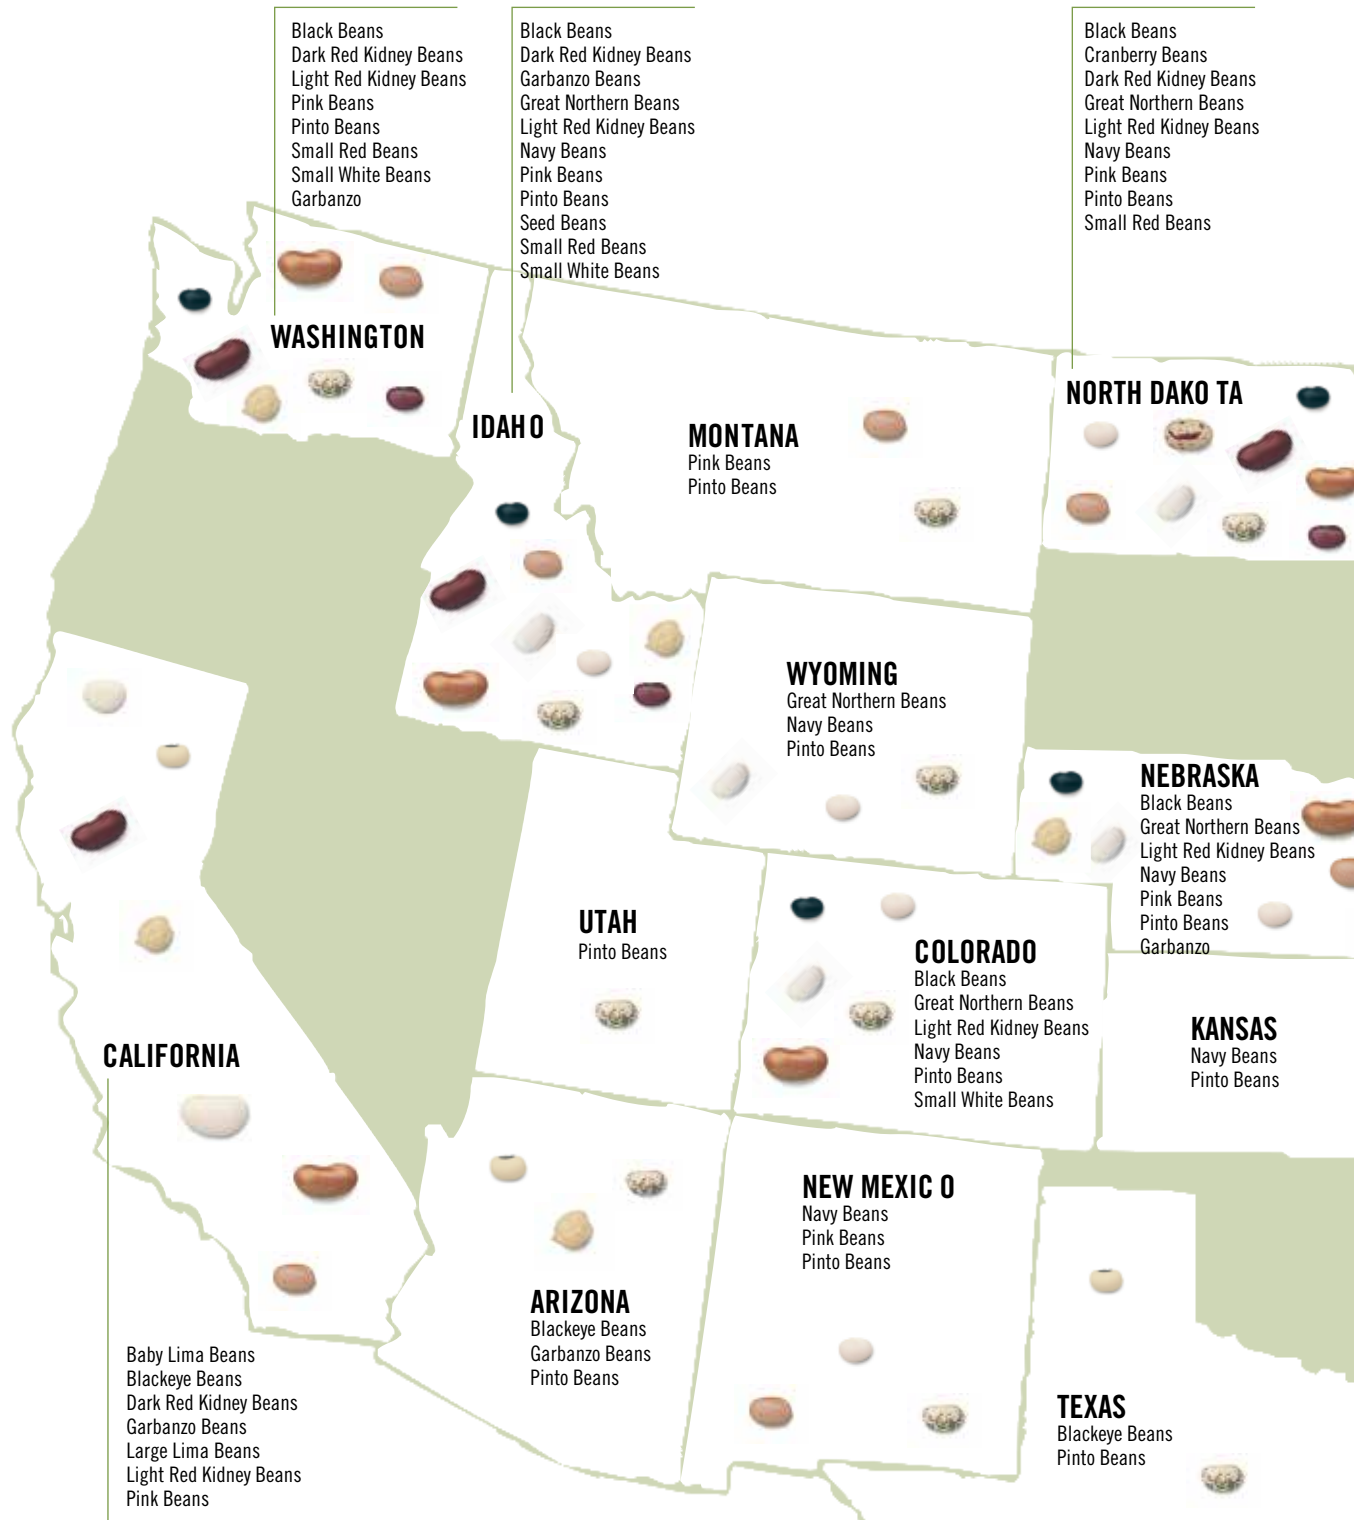 Black Beans
Dark Red Kidney Beans
Light Red Kidney Beans
Pink Beans
Pinto Beans
Small Red Beans
Small White Beans
Garbanzo
Black Beans
Dark Red Kidney Beans
Garbanzo Beans
Great Northern Beans
Light Red Kidney Beans
Navy Beans
Pink Beans
Pinto Beans
Seed Beans
Small Red Beans
Small White Beans
Black Beans
Cranberry Beans
Dark Red Kidney Beans
Great Northern Beans
Light Red Kidney Beans
Navy Beans
Pink Beans
Pinto Beans
Small Red Beans
WASHINGTON
IDAHO
MONTANA
Pink Beans
Pinto Beans
NORTH DAKO TA
WYOMING
Great Northern Beans
Navy Beans
Pinto Beans
NEBRASKA
Black Beans
Great Northern Beans
Light Red Kidney Beans
Navy Beans
Pink Beans
Pinto Beans
Garbanzo
UTAH
Pinto Beans
COLORADO
Black Beans
Great Northern Beans
Light Red Kidney Beans
Navy Beans
Pinto Beans
Small White Beans
KANSAS
Navy Beans
Pinto Beans
CALIFORNIA
Baby Lima Beans
Blackeye Beans
Dark Red Kidney Beans
Garbanzo Beans
Large Lima Beans
Light Red Kidney Beans
Pink Beans
ARIZONA
Blackeye Beans
Garbanzo Beans
Pinto Beans
NEW MEXIC O
Navy Beans
Pink Beans
Pinto Beans
TEXAS
Blackeye Beans
Pinto Beans